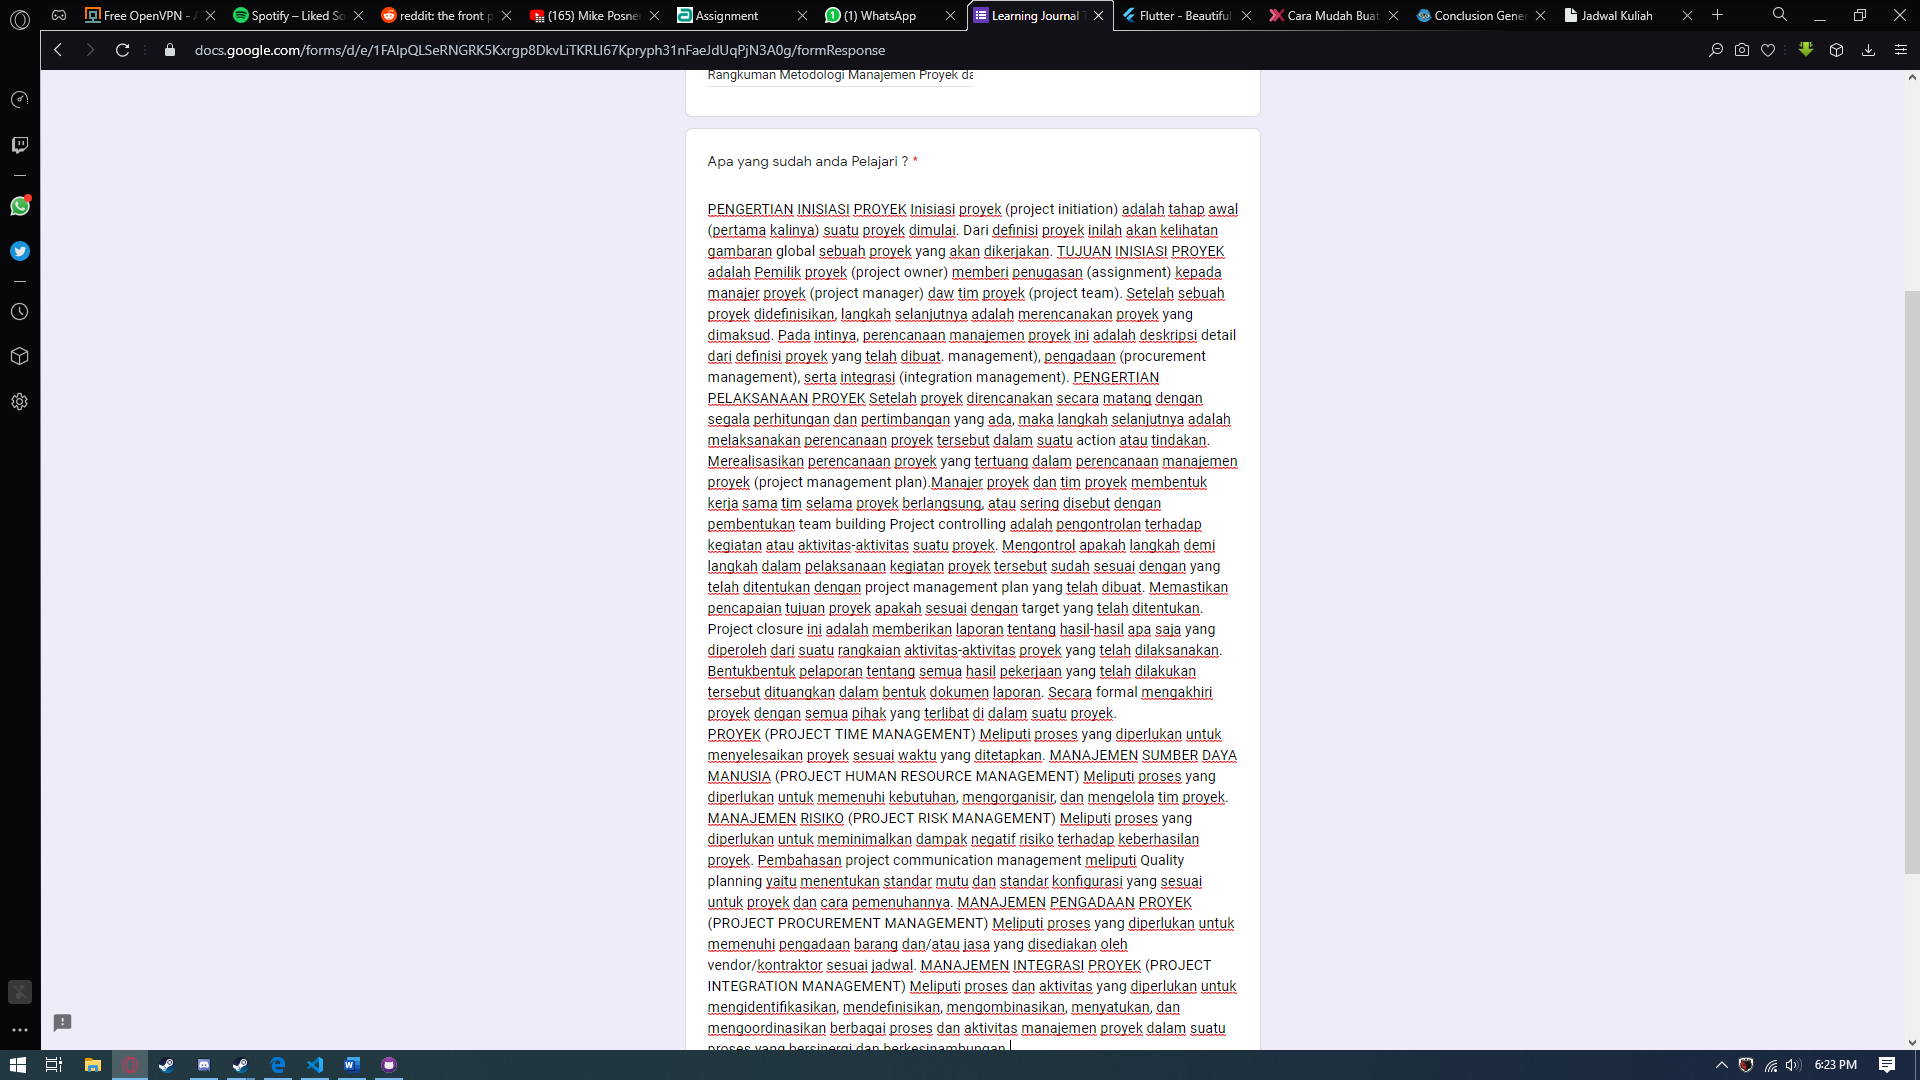 Free OpenVPN - A
Spotify – Liked So
reddit: the front p
(165) Mike Posner
Assignment
(1) WhatsApp
Learning Journal T
Flutter - Beautiful
Cara Mudah Buat
Conclusion Gener
Jadwal Kuliah
docs.google.com/forms/d/e/1FAIpQLSeRNGRK5Kxrgp8DkvLiTKRLI67Kpryph31nFaeJdUqPjN3A0g/formResponse
Rangkuman Metodologi Manajemen Proyek da
Apa yang sudah anda Pelajari ? *
PENGERTIAN INISIASI PROYEK Inisiasi proyek (project initiation) adalah tahap awal
(pertama kalinya) suatu proyek dimulai. Dari definisi proyek inilah akan kelihatan
gambaran global sebuah proyek yang akan dikerjakan. TUJUAN INISIASI PROYEK
adalah Pemilik proyek (project owner) memberi penugasan (assignment) kepada
manajer proyek (project manager) daw tim proyek (project team). Setelah sebuah
proyek didefinisikan, langkah selanjutnya adalah merencanakan proyek yang
dimaksud. Pada intinya, perencanaan manajemen proyek ini adalah deskripsi detail
dari definisi proyek yang telah dibuat. management), pengadaan (procurement
management), serta integrasi (integration management). PENGERTIAN
PELAKSANAAN PROYEK Setelah proyek direncanakan secara matang dengan
segala perhitungan dan pertimbangan yang ada, maka langkah selanjutnya adalah
melaksanakan perencanaan proyek tersebut dalam suatu action atau tindakan.
Merealisasikan perencanaan proyek yang tertuang dalam perencanaan manajemen
proyek (project management plan).Manajer proyek dan tim proyek membentuk
kerja sama tim selama proyek berlangsung, atau sering disebut dengan
pembentukan team building Project controlling adalah pengontrolan terhadap
kegiatan atau aktivitas-aktivitas suatu proyek. Mengontrol apakah langkah demi
langkah dalam pelaksanaan kegiatan proyek tersebut sudah sesuai dengan yang
telah ditentukan dengan project management plan yang telah dibuat. Memastikan
pencapaian tujuan proyek apakah sesuai dengan target yang telah ditentukan.
Project closure ini adalah memberikan laporan tentang hasil-hasil apa saja yang
diperoleh dari suatu rangkaian aktivitas-aktivitas proyek yang telah dilaksanakan.
Bentukbentuk pelaporan tentang semua hasil pekerjaan yang telah dilakukan
tersebut dituangkan dalam bentuk dokumen laporan. Secara formal mengakhiri
proyek dengan semua pihak yang terlibat di dalam suatu proyek.
PROYEK (PROJECT TIME MANAGEMENT) Meliputi proses yang diperlukan untuk
menyelesaikan proyek sesuai waktu yang ditetapkan. MANAJEMEN SUMBER DAYA
MANUSIA (PROJECT HUMAN RESOURCE MANAGEMENT) Meliputi proses yang
diperlukan untuk memenuhi kebutuhan, mengorganisir, dan mengelola tim proyek.
MANAJEMEN RISIKO (PROJECT RISK MANAGEMENT) Meliputi proses yang
diperlukan untuk meminimalkan dampak negatif risiko terhadap keberhasilan
proyek. Pembahasan project communication management meliputi Quality
planning yaitu menentukan standar mutu dan standar konfigurasi yang sesuai
untuk proyek dan cara pemenuhannya. MANAJEMEN PENGADAAN PROYEK
(PROJECT PROCUREMENT MANAGEMENT) Meliputi proses yang diperlukan untuk
memenuhi pengadaan barang dan/atau jasa yang disediakan oleh
vendor/kontraktor sesuai jadwal. MANAJEMEN INTEGRASI PROYEK (PROJECT
INTEGRATION MANAGEMENT) Meliputi proses dan aktivitas yang diperlukan untuk
mengidentifikasikan, mendefinisikan, mengombinasikan, menyatukan, dan
mengoordinasikan berbagai proses dan aktivitas manajemen proyek dalam suatu
proses yang bersinergi dan berkesinambungan.
6:23 PM